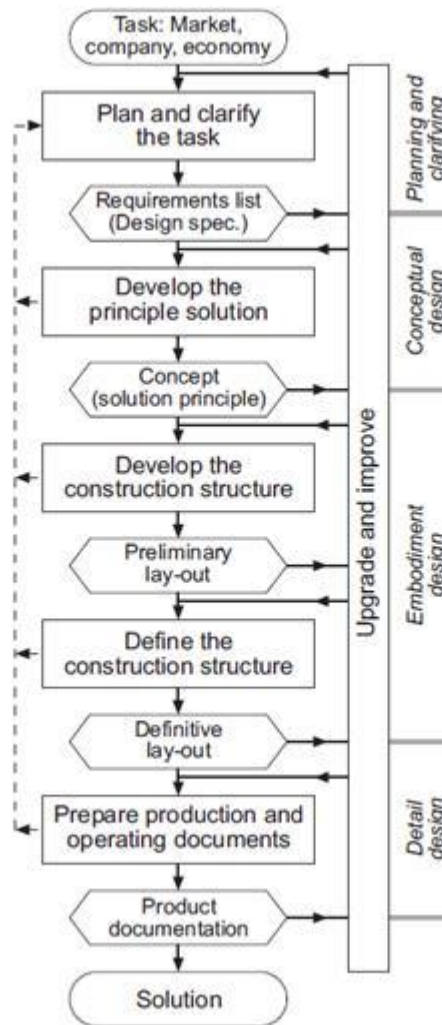 Task: Market,
company, economy
Plan and clarify
the task
Requirements list
(Design spec.)
Develop the
principle solution
Concept
(solution principle)
Develop the
construction structure
Preliminary
lay-out
Define the
construction structure
Definitive
lay-out
Prepare production and
operating documents
Product
documentation
Solution
Upgrade and improve
Planning and
clarifying
Conceptual
design
Embodiment
design
Detail
design